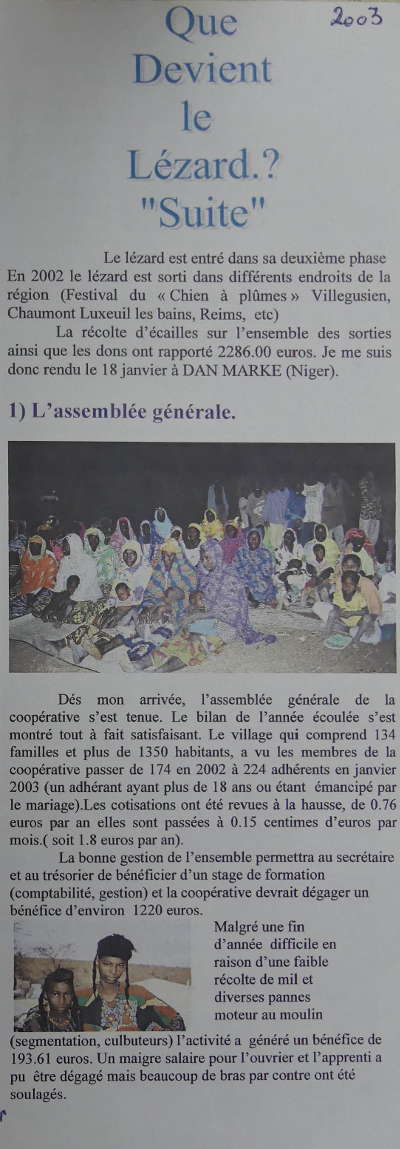 2003
Que
Devient
le
Lézard.?
"Suite"
Le lézard est entré dans sa deuxième phase
En 2002 le lézard est sorti dans différents endroits de la
région (Festival du « Chien à plûmes » Villegusien,
Chaumont Luxeuil les bains, Reims, etc)
La récolte d'écailles sur l'ensemble des sorties
ainsi que les dons ont rapporté 2286.00 euros. Je me suis
donc rendu le 18 janvier à DAN MARKE (Niger).
1) L'assemblée générale.
Dés mon arrivée, l'assemblée générale de la
coopérative s'est tenue. Le bilan de l'année écoulée s'est
montré tout à fait satisfaisant. Le village qui comprend 134
familles et plus de 1350 habitants, a vu les membres de la
coopérative passer de 174 en 2002 à 224 adhérents en janvier
2003 (un adhérant ayant plus de 18 ans ou étant émancipé par
le mariage).Les cotisations ont été revues à la hausse, de 0.76
euros par an elles sont passées à 0.15 centimes d'euros par
mois.( soit 1.8 euros par an).
La bonne gestion de l'ensemble permettra au secrétaire
et au trésorier de bénéficier d'un stage de formation
(comptabilité, gestion) et la coopérative devrait dégager un
bénéfice d'environ 1220 euros.
Malgré une fin
d'année difficile en
raison d'une faible
récolte de mil et
diverses pannes
moteur au moulin
(segmentation, culbuteurs) l'activité a généré un bénéfice de
193.61 euros. Un maigre salaire pour l'ouvrier et l'apprenti a
pu être dégagé mais beaucoup de bras par contre ont été
soulagés.